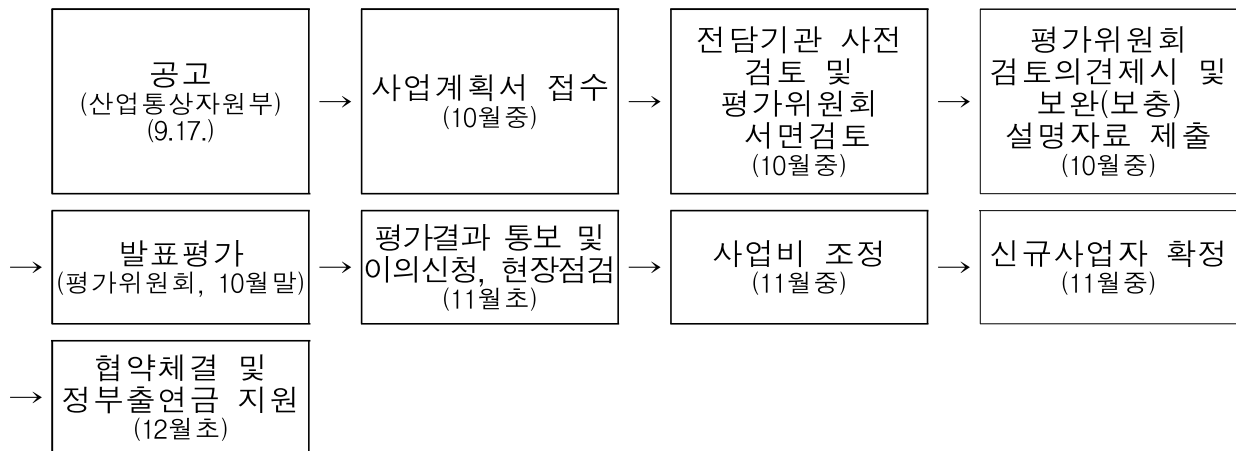 공고
(산업통상자원부)
(9.17.)
→
사업계획서 접수
(10월중)
→
전담기관 사전
검토 및
평가위원회
서면검토
(10월중)
→
평가위원회
검토의견제시 및
보완(보충)
설명자료 제출
(10월중)
→
발표평가
(평가위원회, 10월말)
→
평가결과 통보 및
이의신청, 현장점검
(11월초)
→
사업비 조정
(11월중)
→
신규사업자 확정
(11월중)
→
협약체결 및
정부출연금 지원
(12월초)